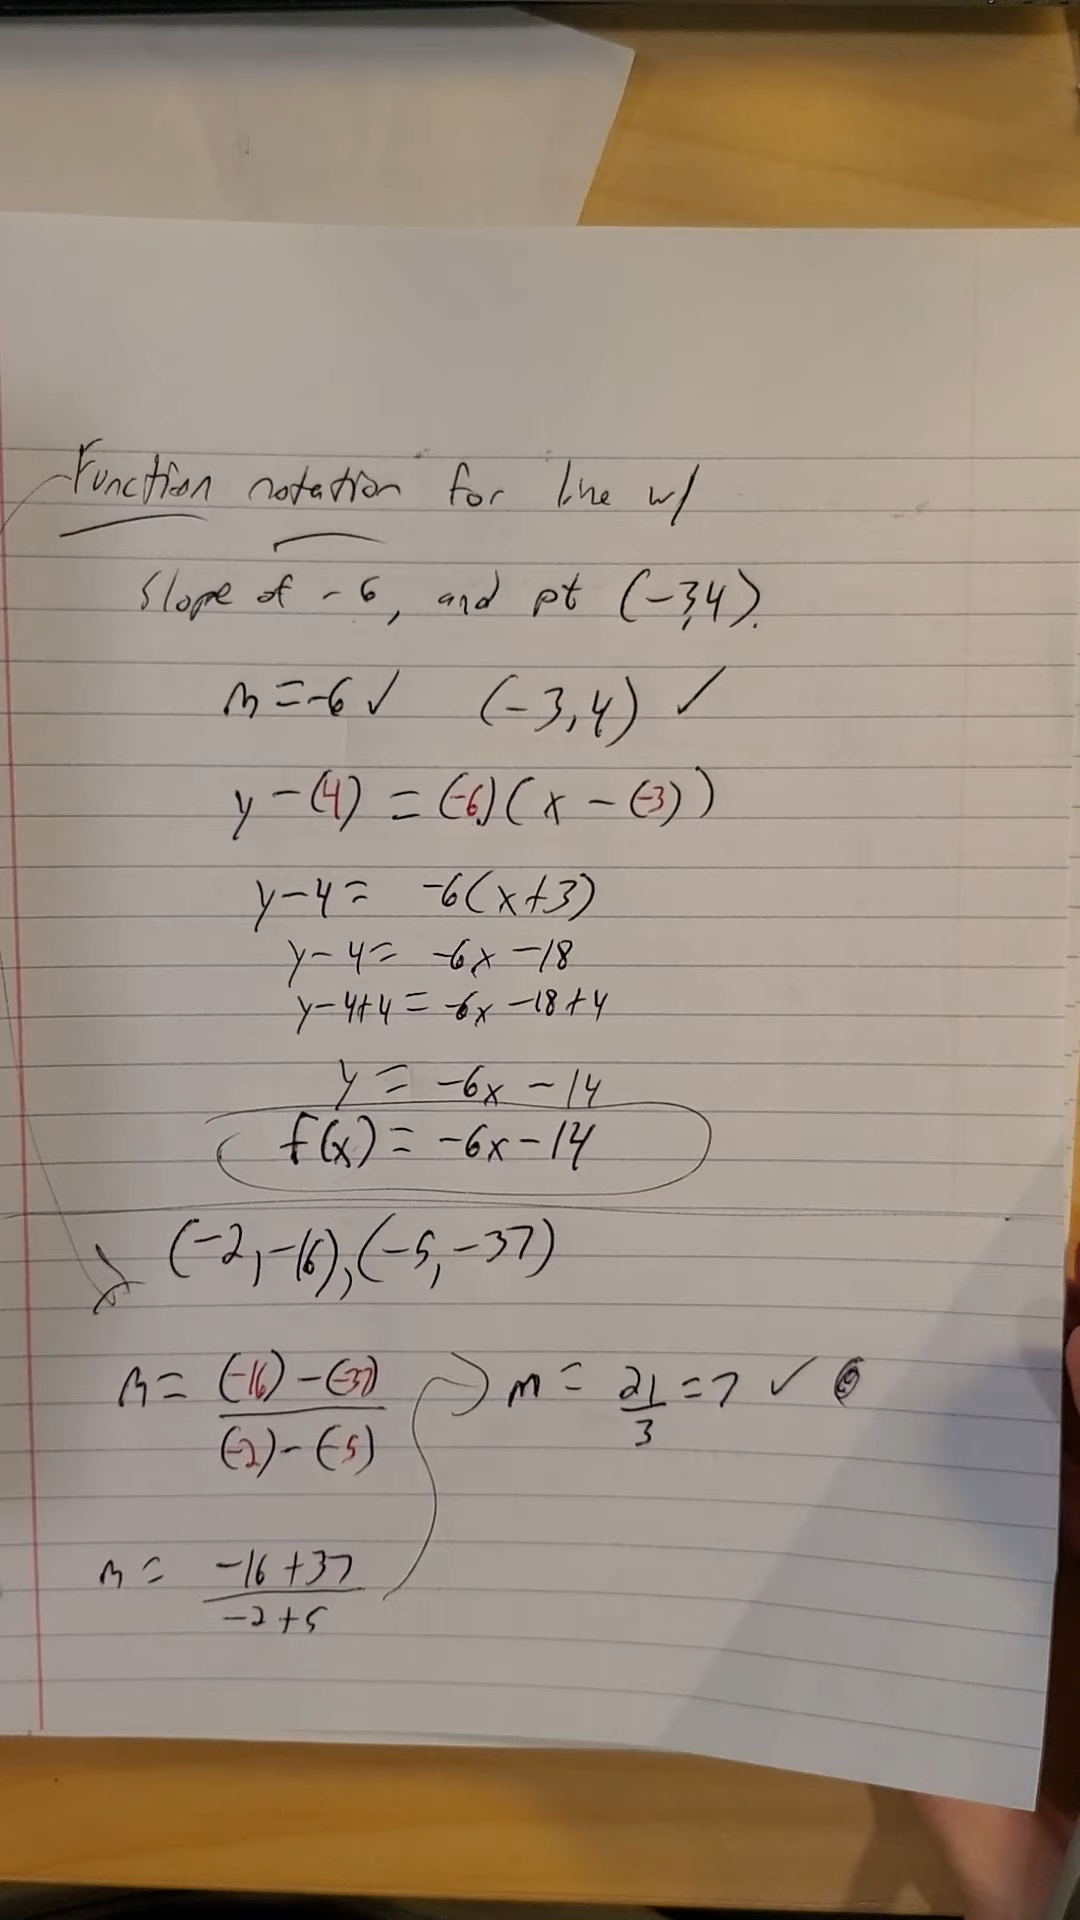 Function notation for line w/
slope of -6, and pt (-3,4).
m = -6 ✓ (-3,4) ✓
y-(4) = (-6)(x-(-3))
y-4= -6(x+3)
y-4= -6x-18
y-4+4= -6x-18+4
y = -6x-14
f(x) = -6x-14
(-2,-16),(-5,-37)
m= (-16)-(-37)
(-2)-(-5)
m = 21/3 = 7 ✓
m = -16+37
-2+5